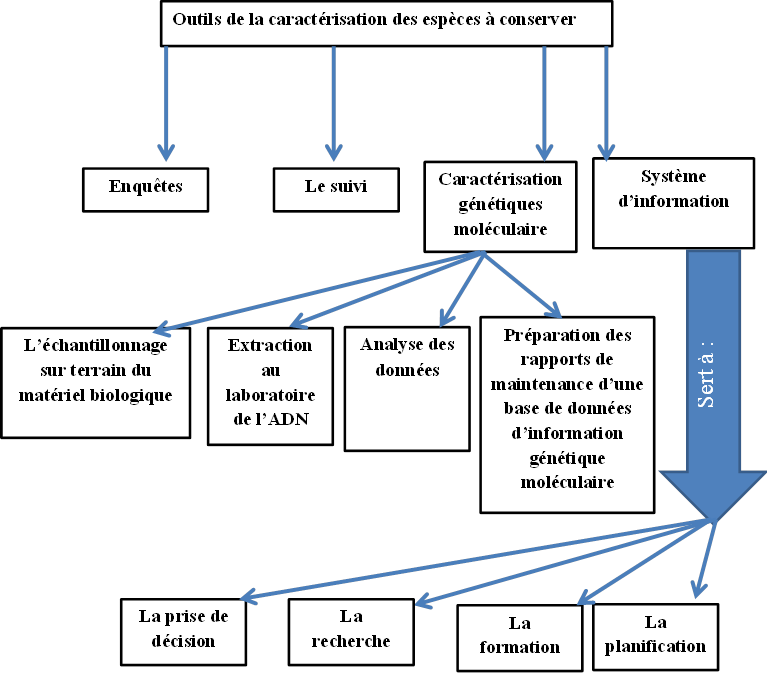 Outils de la caractérisation des espèces à conserver
Enquêtes
Le suivi
Caractérisation
génétiques
moléculaire
Système
d’information
L’échantillonnage
sur terrain du
matériel biologique
Extraction
au
laboratoire
de l’ADN
Analyse des
données
Préparation des
rapports de
maintenance d’une
base de données
d’information
génétique
moléculaire
Sert à :
La prise de
décision
La
recherche
La
formation
La
planification